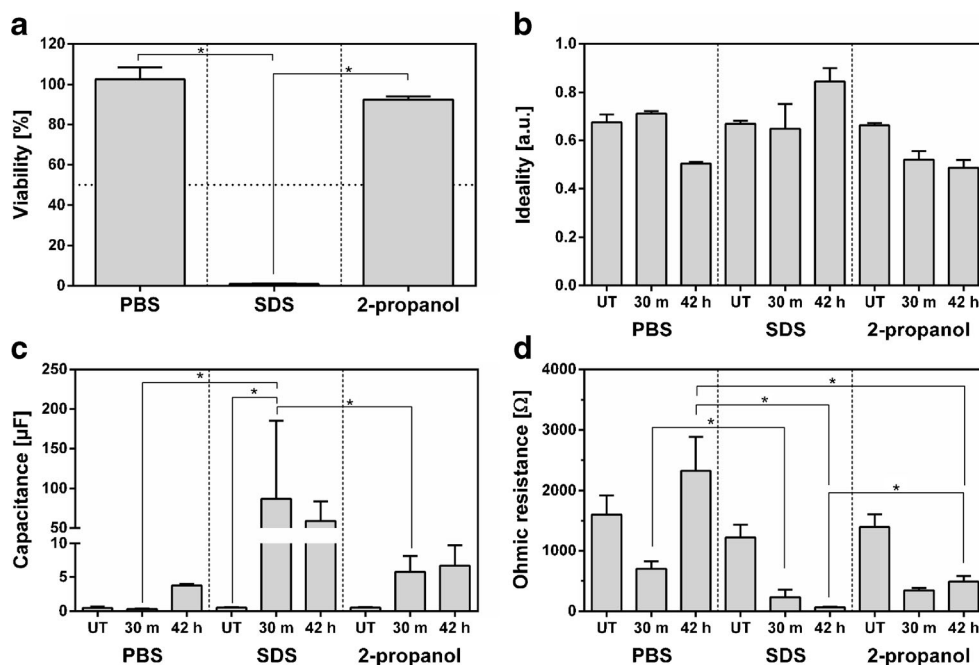 a
Viability [%]
120
100
80
60
40
20
0
*
*
PBS SDS 2-propanol
b
Ideality [a.u.]
1.0
0.8
0.6
0.4
0.2
0.0
UT 30 m 42 h UT 30 m 42 h UT 30 m 42 h
PBS SDS 2-propanol
c
Capacitance [µF]
250
200
150
100
50
10
5
0
*
*
*
UT 30 m 42 h UT 30 m 42 h UT 30 m 42 h
PBS SDS 2-propanol
d
Ohmic resistance [Ω]
4000
3000
2000
1000
0
*
*
*
*
UT 30 m 42 h UT 30 m 42 h UT 30 m 42 h
PBS SDS 2-propanol